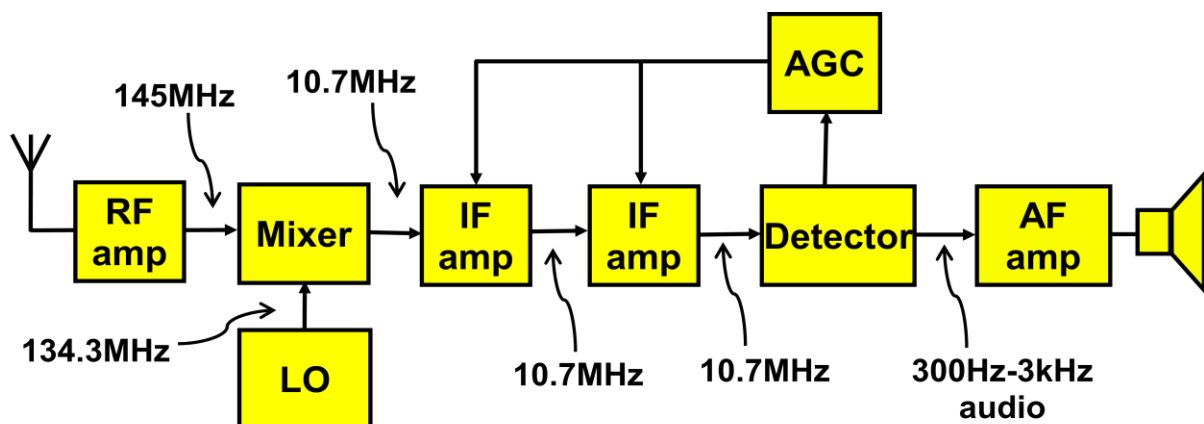 AGC
10.7MHz
145MHz
RF
amp
Mixer
IF
amp
IF
amp
Detector
AF
amp
134.3MHz
LO
10.7MHz
10.7MHz
300Hz-3kHz
audio